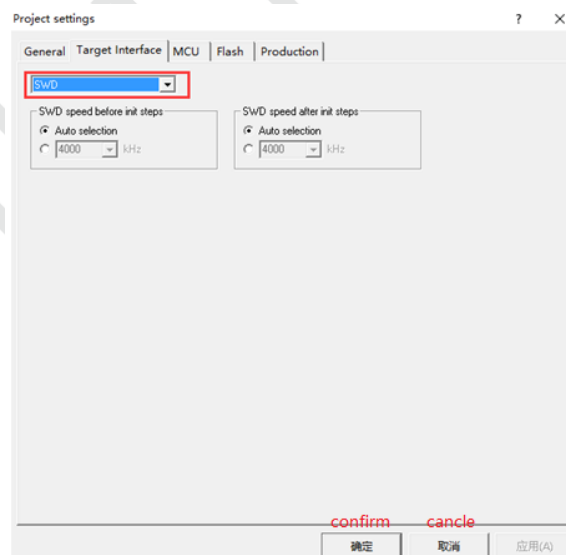 Project settings ? ×
General Target Interface MCU Flash Production
SWD
SWD speed before init steps
Auto selection
4000 kHz
SWD speed after init steps
Auto selection
4000 kHz
confirm cancle
确定 取消 应用(A)